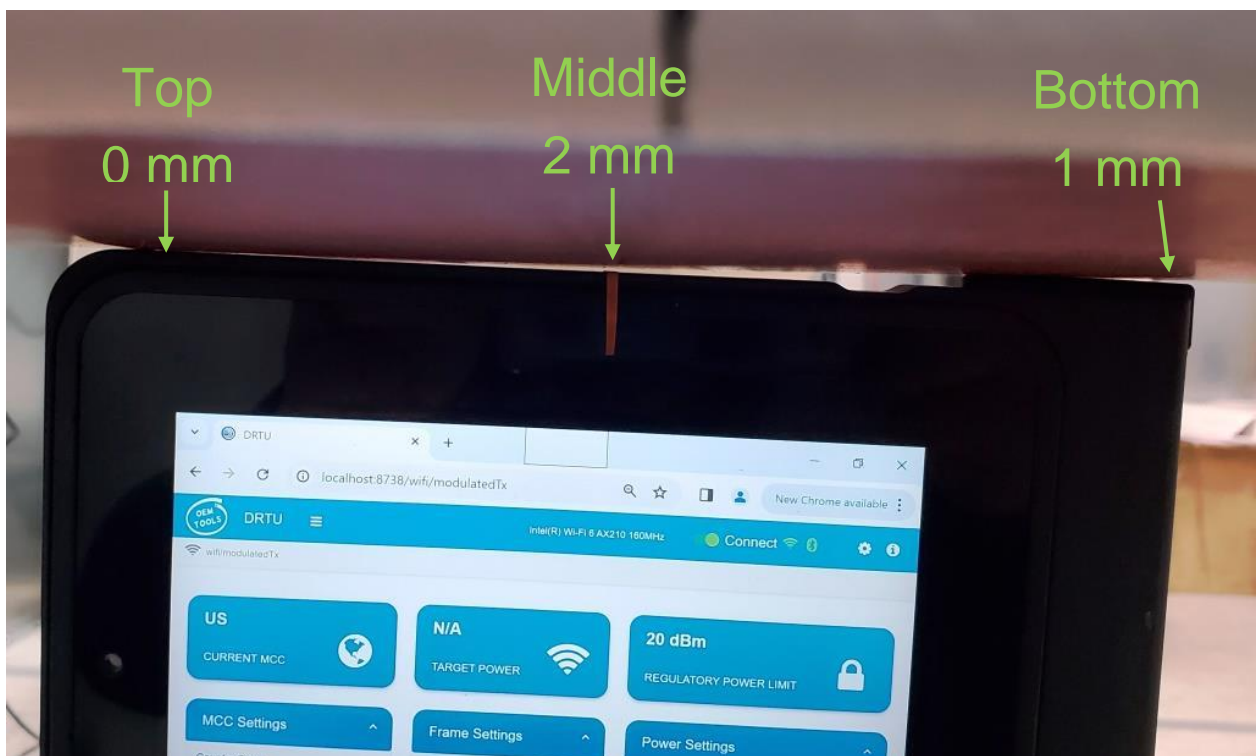 Top
0 mm
Middle
2 mm
Bottom
1 mm
DRTU
localhost:8738/wifi/modulatedTx
New Chrome available
OEM TOOLS
DRTU
Intel(R) Wi-Fi 6 AX210 160MHz
Connect
wifi/modulatedTx
US
CURRENT MCC
N/A
TARGET POWER
20 dBm
REGULATORY POWER LIMIT
MCC Settings
Frame Settings
Power Settings